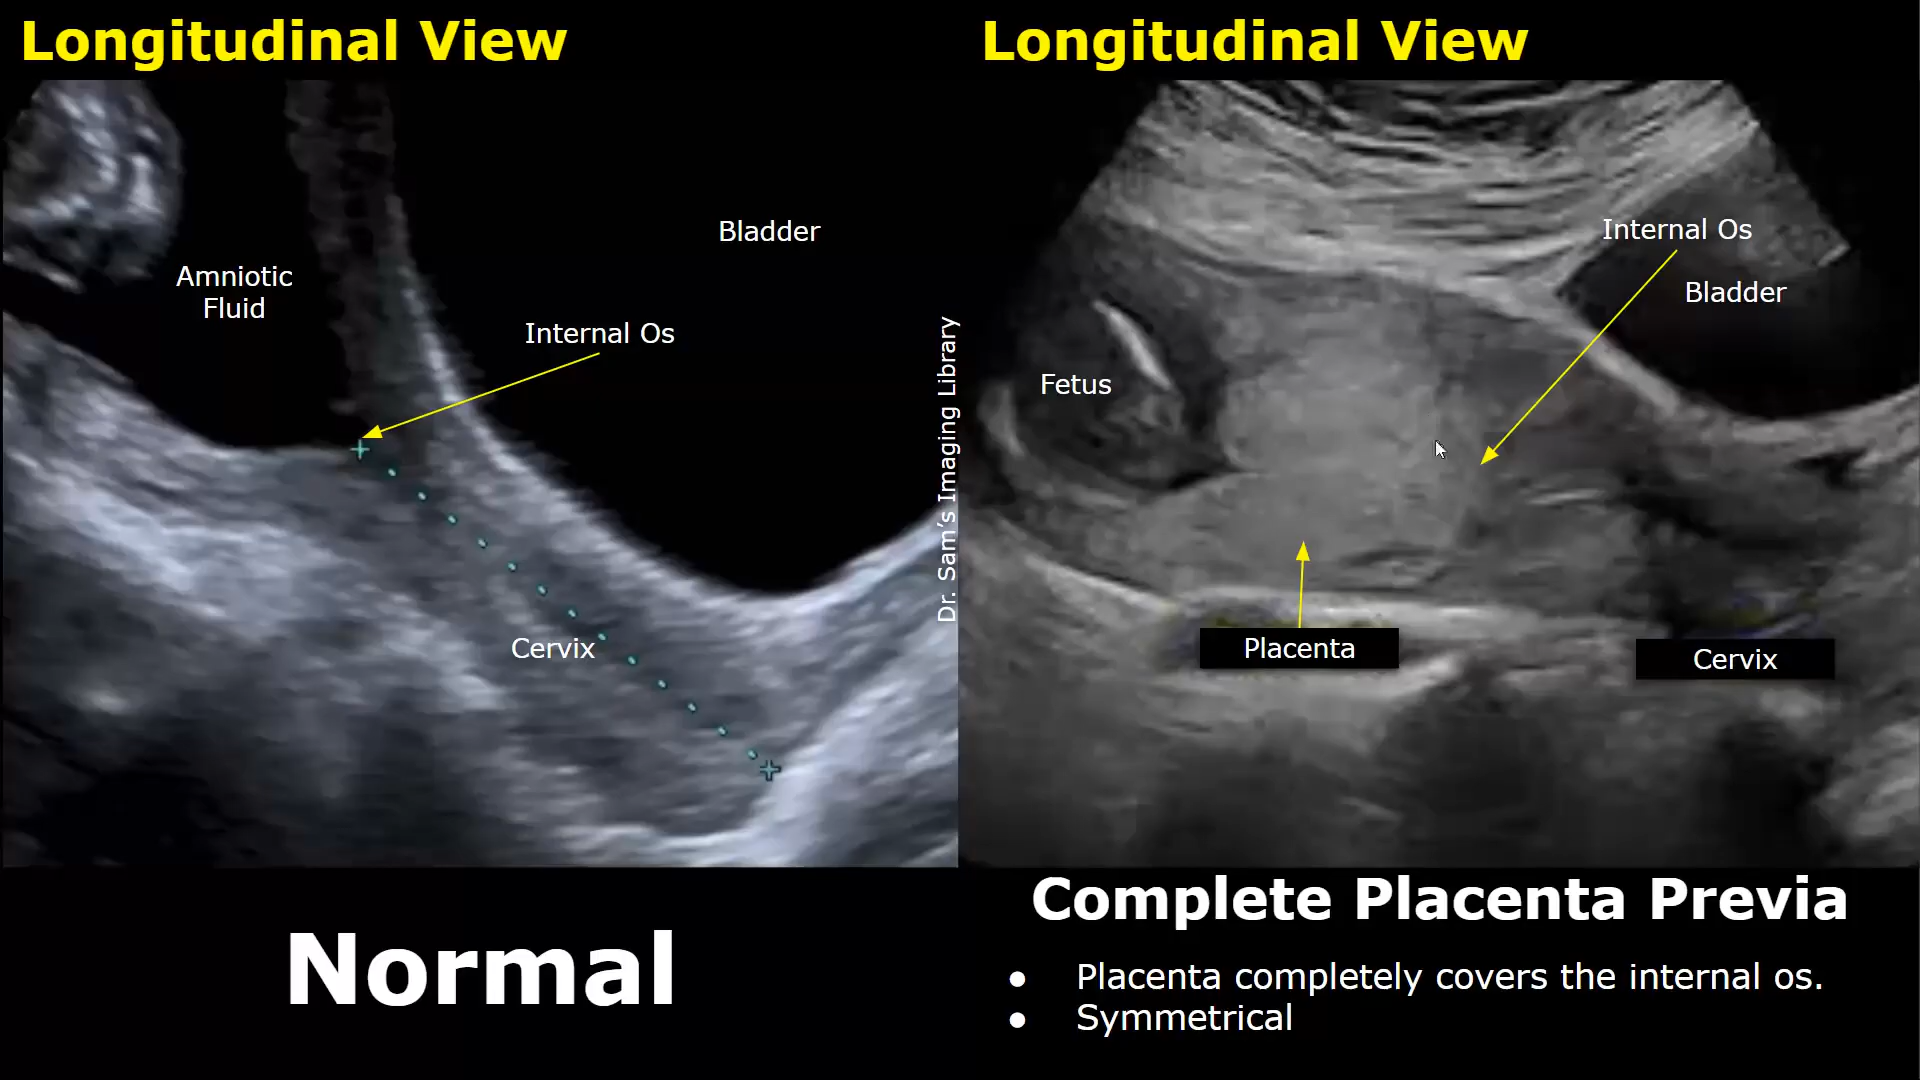 Longitudinal View
Amniotic
Fluid
Bladder
Internal Os
Cervix
Normal
Dr. Sam's Imaging Library
Longitudinal View
Internal Os
Bladder
Fetus
Placenta
Cervix
Complete Placenta Previa
● Placenta completely covers the internal os.
● Symmetrical